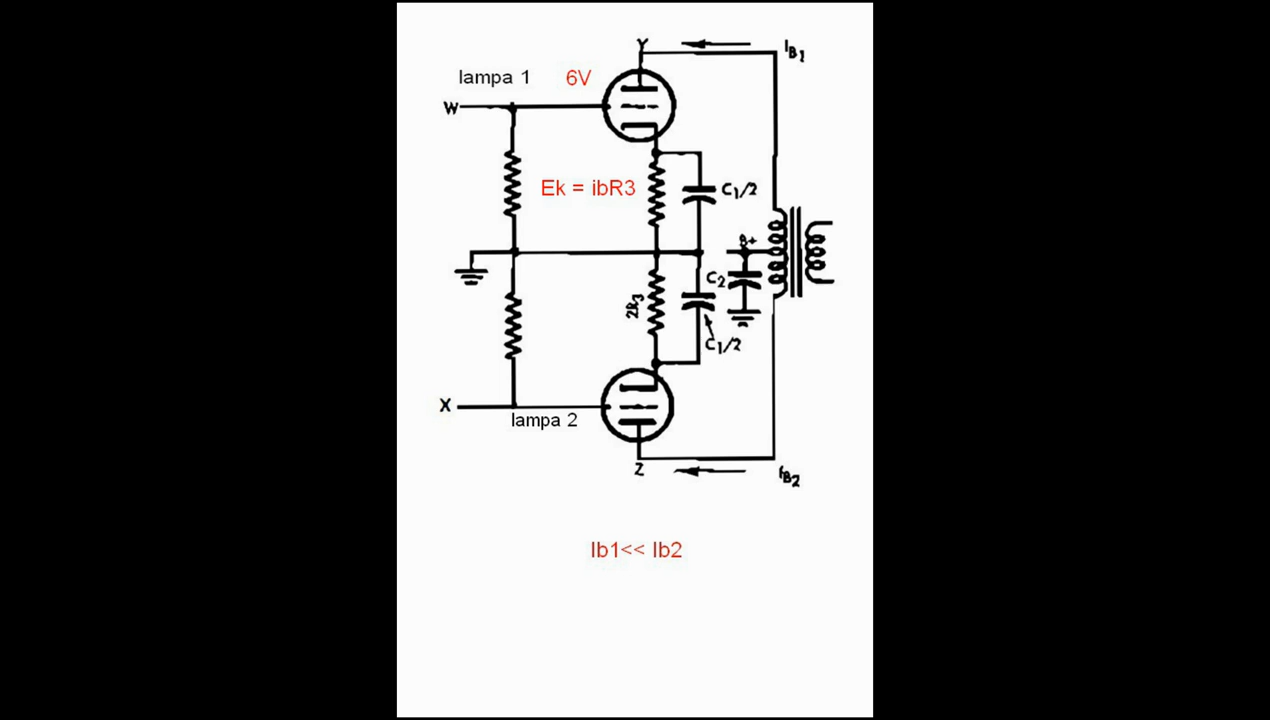 Y
IB1
lampa 1
6V
W
Ek = ibR3
C1/2
B+
C2
2R3
C1/2
X
lampa 2
Z
IB2
Ib1<< Ib2